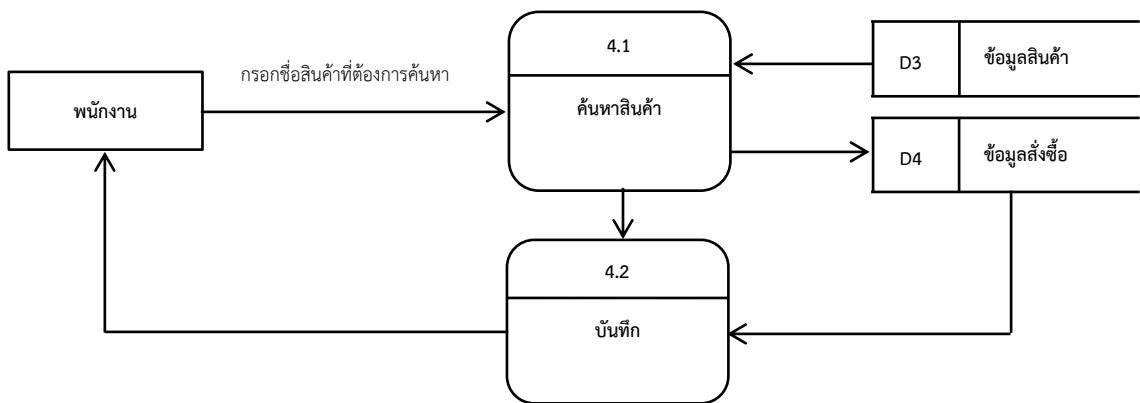 4.1
กรอกชื่อสินค้าที่ต้องการค้นหา
D3 ข้อมูลสินค้า
พนักงาน
ค้นหาสินค้า
D4 ข้อมูลสั่งซื้อ
4.2
บันทึก